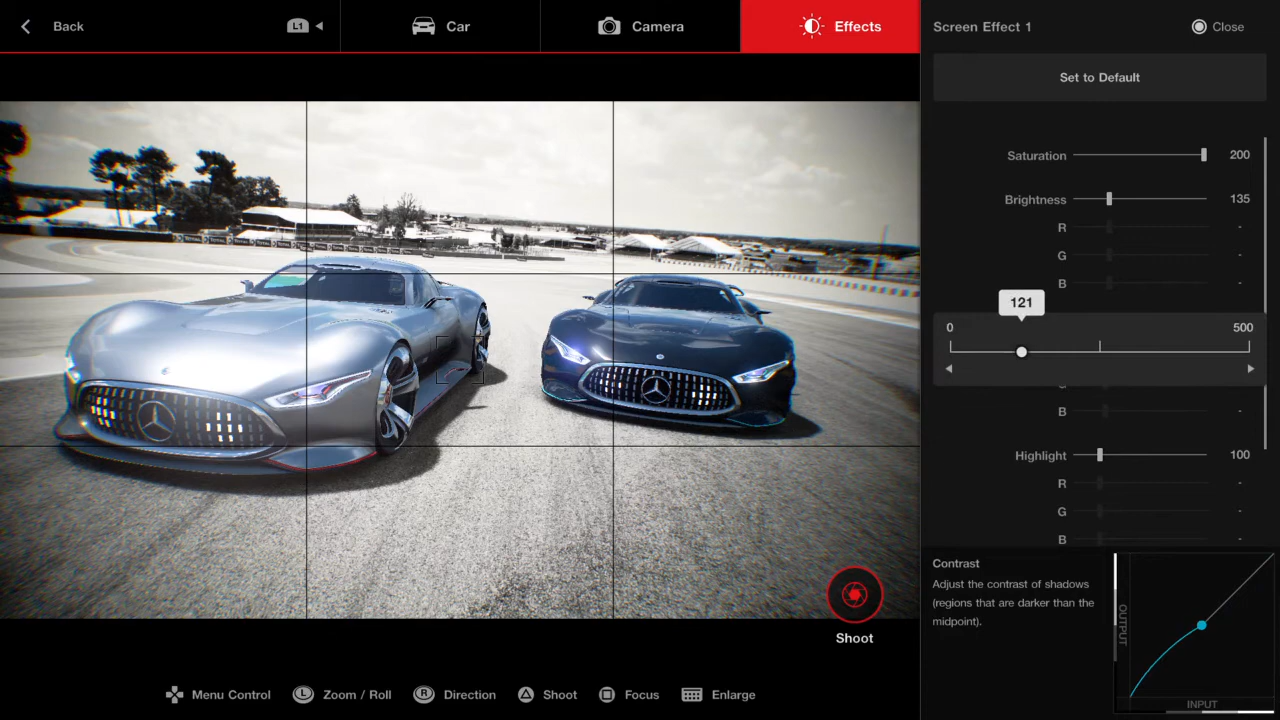 Back
L1
Car
Camera
Effects
Screen Effect 1
Close
Set to Default
Saturation 200
Brightness 135
R -
G -
B -
121
0 500
B -
Highlight 100
R -
G -
B -
Contrast
Adjust the contrast of shadows
(regions that are darker than the
midpoint).
OUTPUT
INPUT
Shoot
Menu Control
L Zoom / Roll
R Direction
Shoot
Focus
Enlarge